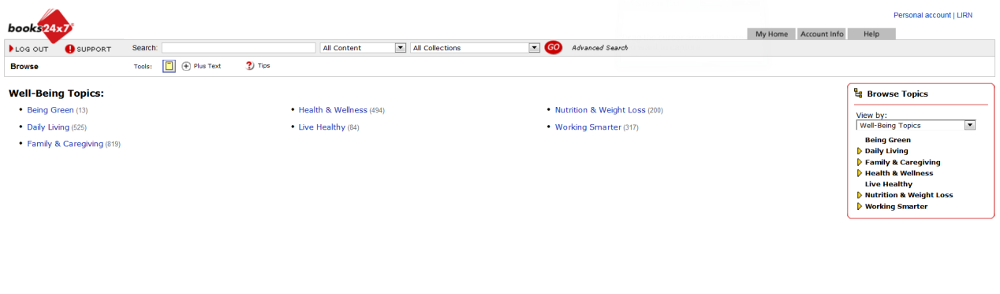 Personal account | LIRN
books24x7®
My Home Account Info Help
LOG OUT SUPPORT Search: All Content All Collections GO Advanced Search
Browse Tools: Plus Text Tips
Well-Being Topics:
• Being Green (13) • Health & Wellness (494) • Nutrition & Weight Loss (200)
• Daily Living (525) • Live Healthy (84) • Working Smarter (317)
• Family & Caregiving (819)
Browse Topics
View by:
Well-Being Topics
Being Green
Daily Living
Family & Caregiving
Health & Wellness
Live Healthy
Nutrition & Weight Loss
Working Smarter